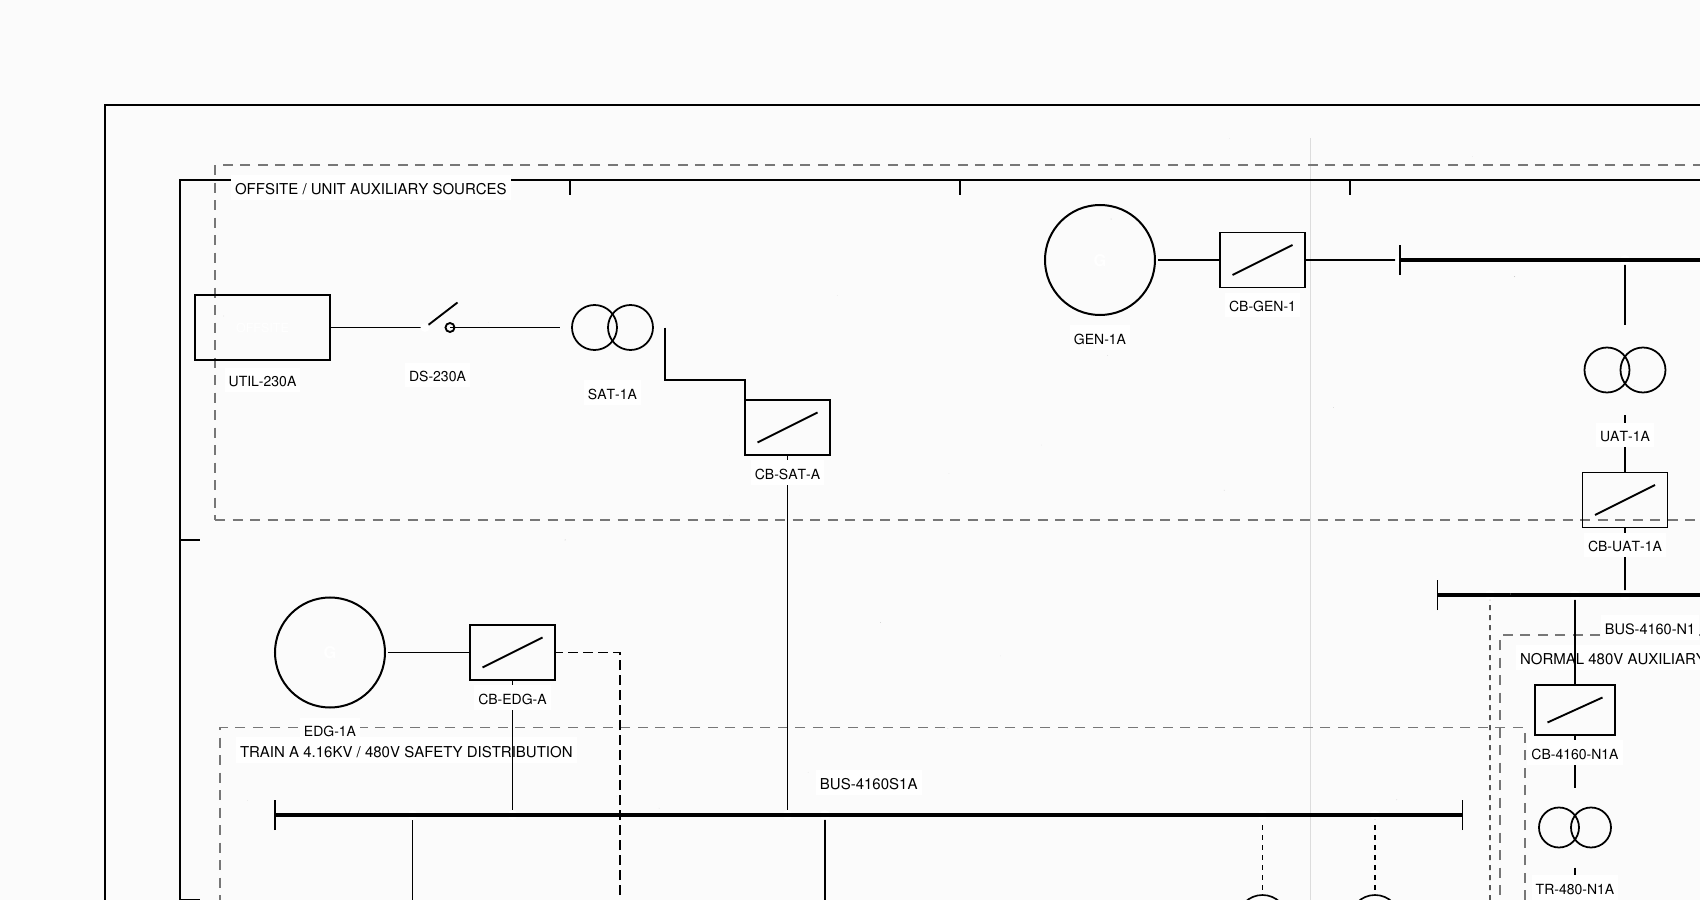 OFFSITE / UNIT AUXILIARY SOURCES
CB-GEN-1
GEN-1A
UTIL-230A
DS-230A
SAT-1A
UAT-1A
CB-SAT-A
CB-UAT-1A
BUS-4160-N1
NORMAL 480V AUXILIARY
CB-EDG-A
EDG-1A
TRAIN A 4.16KV / 480V SAFETY DISTRIBUTION
CB-4160-N1A
BUS-4160S1A
TR-480-N1A